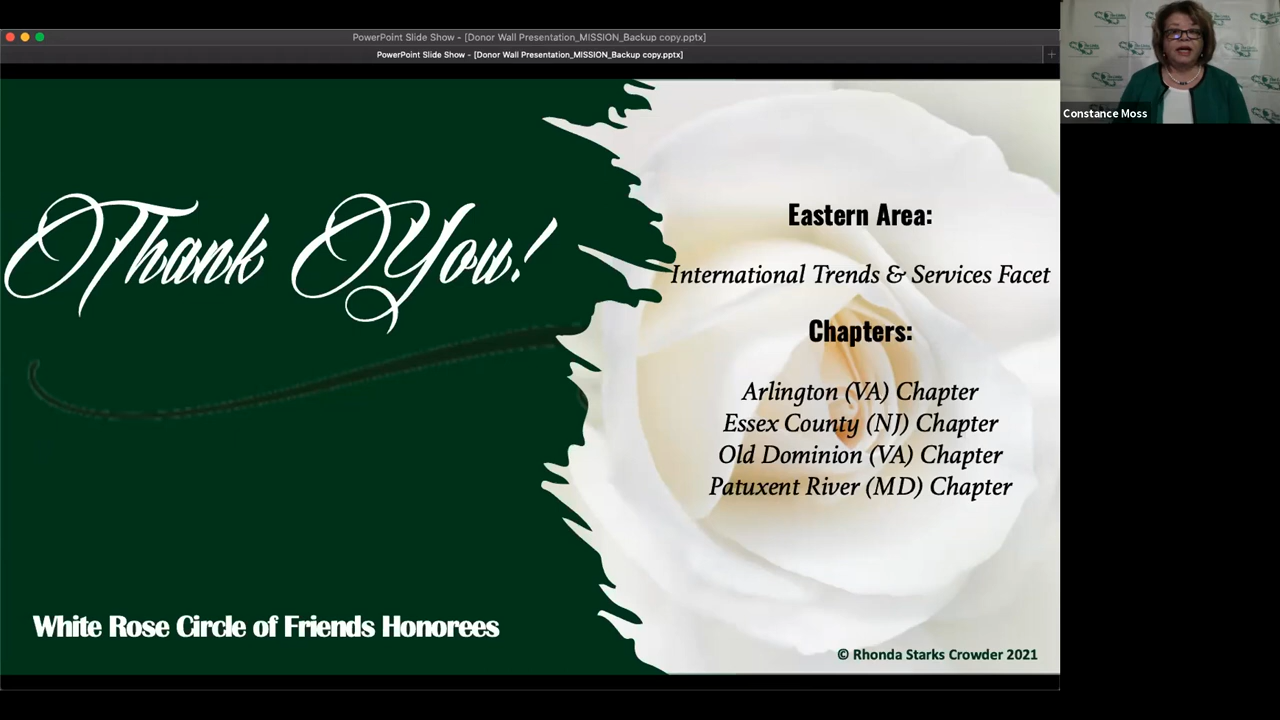 PowerPoint Slide Show - [Donor Wall Presentation_MISSION_Backup copy.pptx]
PowerPoint Slide Show - [Donor Wall Presentation_MISSION_Backup copy.pptx]
Constance Moss
Thank You!
Eastern Area:
International Trends & Services Facet
Chapters:
Arlington (VA) Chapter
Essex County (NJ) Chapter
Old Dominion (VA) Chapter
Patuxent River (MD) Chapter
White Rose Circle of Friends Honorees
© Rhonda Starks Crowder 2021